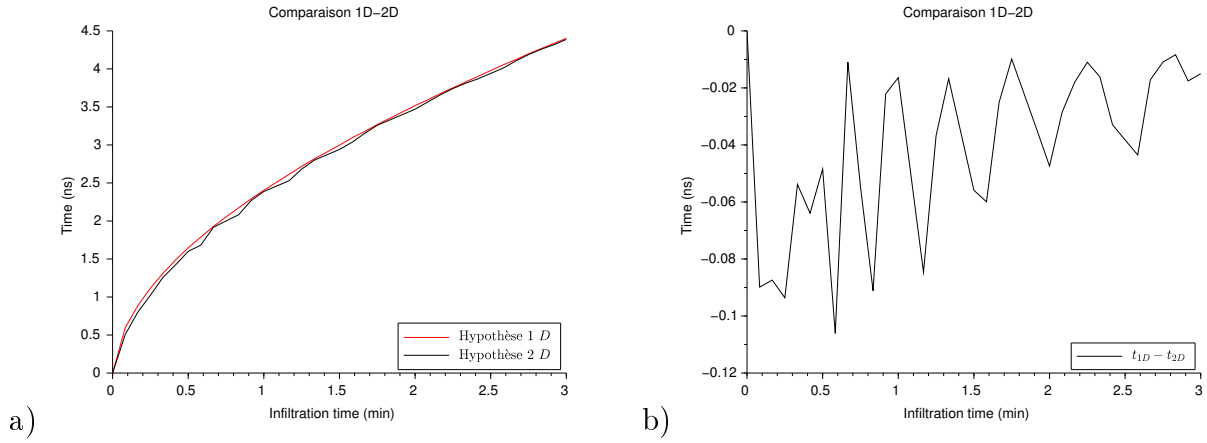 Comparaison 1D−2D
4.5
4
3.5
3
2.5
2
1.5
1
0.5
0
Time (ns)
0
0.5
1
1.5
2
2.5
3
Infiltration time (min)
Hypothèse 1 D
Hypothèse 2 D
a)
Comparaison 1D−2D
0
−0.02
−0.04
−0.06
−0.08
−0.1
−0.12
Time (ns)
0
0.5
1
1.5
2
2.5
3
Infiltration time (min)
t1D − t2D
b)